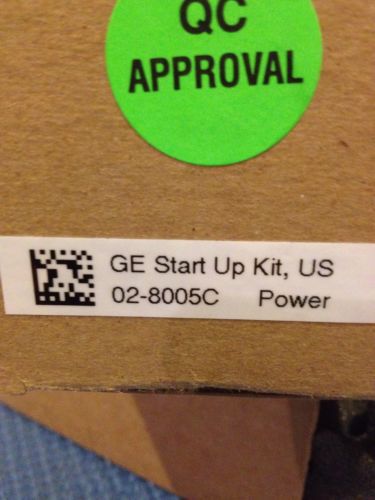 QC
APPROVAL
GE Start Up Kit, US
02-8005C Power